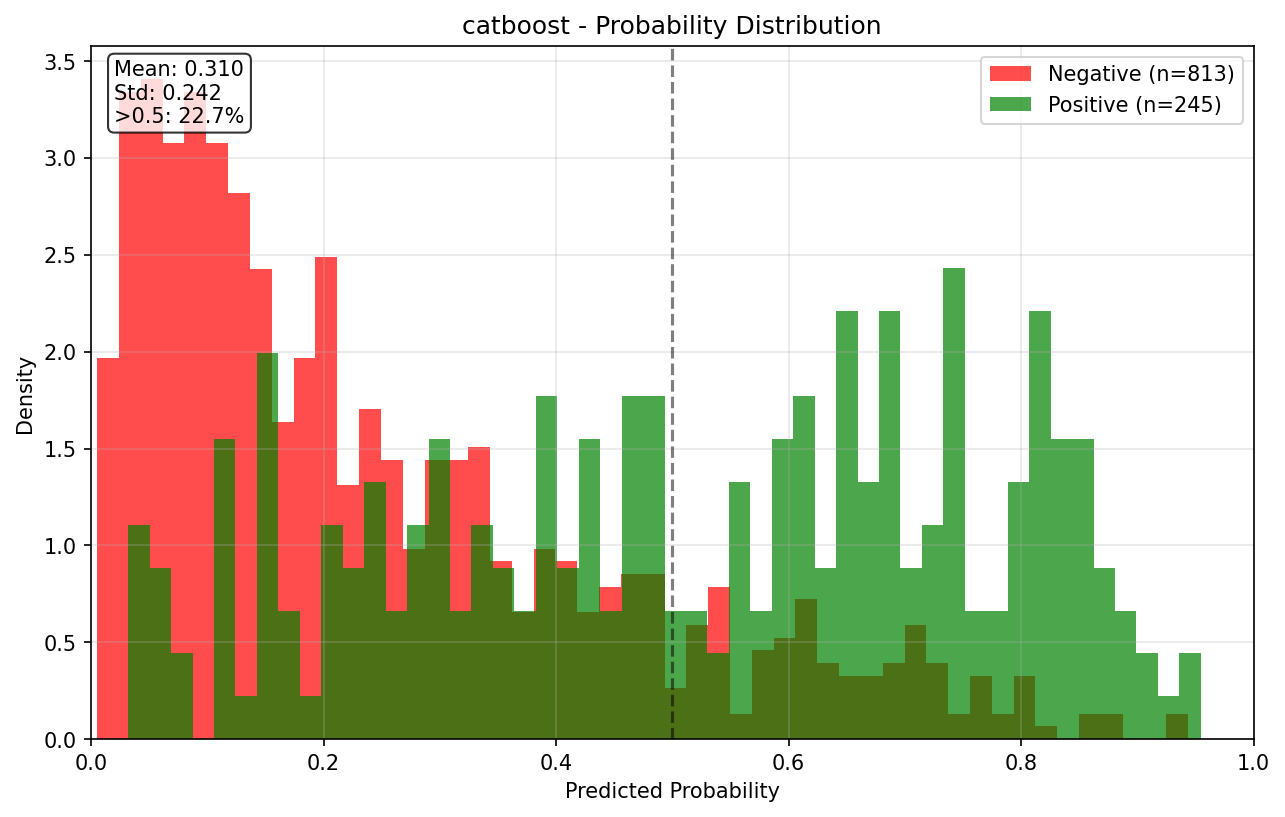 catboost - Probability Distribution
Mean: 0.310
Std: 0.242
>0.5: 22.7%
Negative (n=813)
Positive (n=245)
Density
3.5
3.0
2.5
2.0
1.5
1.0
0.5
0.0
0.0 0.2 0.4 0.6 0.8 1.0
Predicted Probability